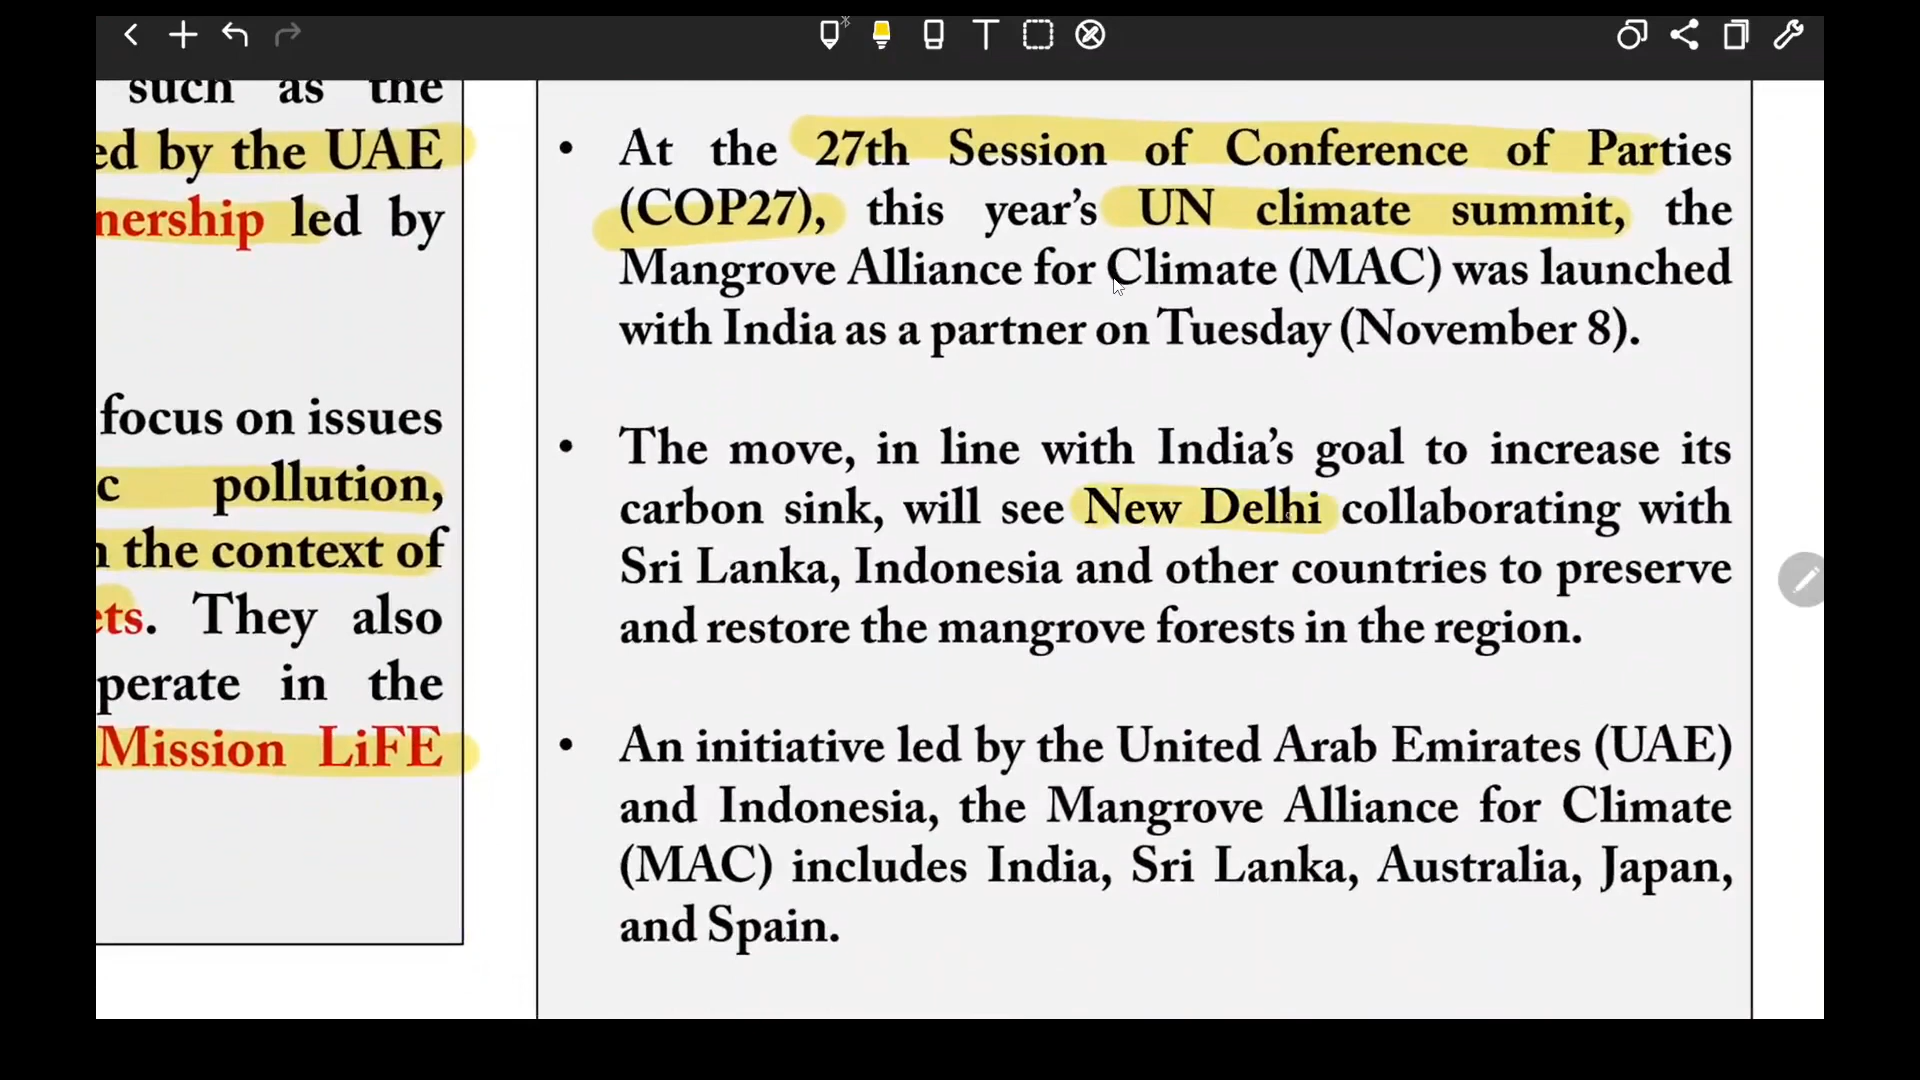 such as the
ed by the UAE
nership led by
focus on issues
c pollution,
n the context of
ets. They also
perate in the
Mission LiFE
• At the 27th Session of Conference of Parties
(COP27), this year's UN climate summit, the
Mangrove Alliance for Climate (MAC) was launched
with India as a partner on Tuesday (November 8).
• The move, in line with India's goal to increase its
carbon sink, will see New Delhi collaborating with
Sri Lanka, Indonesia and other countries to preserve
and restore the mangrove forests in the region.
• An initiative led by the United Arab Emirates (UAE)
and Indonesia, the Mangrove Alliance for Climate
(MAC) includes India, Sri Lanka, Australia, Japan,
and Spain.